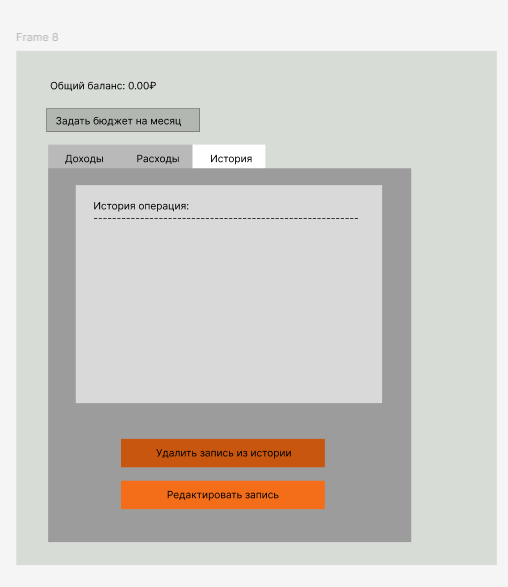 Frame 8
Общий баланс: 0.00₽
Задать бюджет на месяц
Доходы Расходы История
История операция:
---------------------------------------------------------
Удалить запись из истории
Редактировать запись